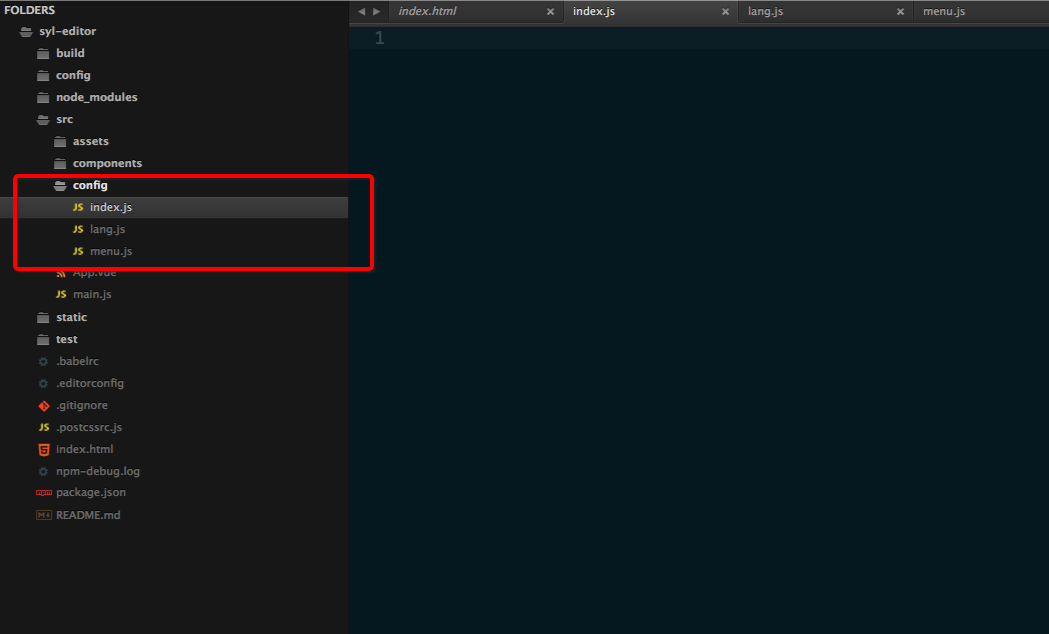 FOLDERS
syl-editor
build
config
node_modules
src
assets
components
config
JS index.js
JS lang.js
JS menu.js
App.vue
JS main.js
static
test
.babelrc
.editorconfig
.gitignore
JS .postcssrc.js
index.html
npm-debug.log
package.json
README.md
index.html × index.js × lang.js × menu.js
1